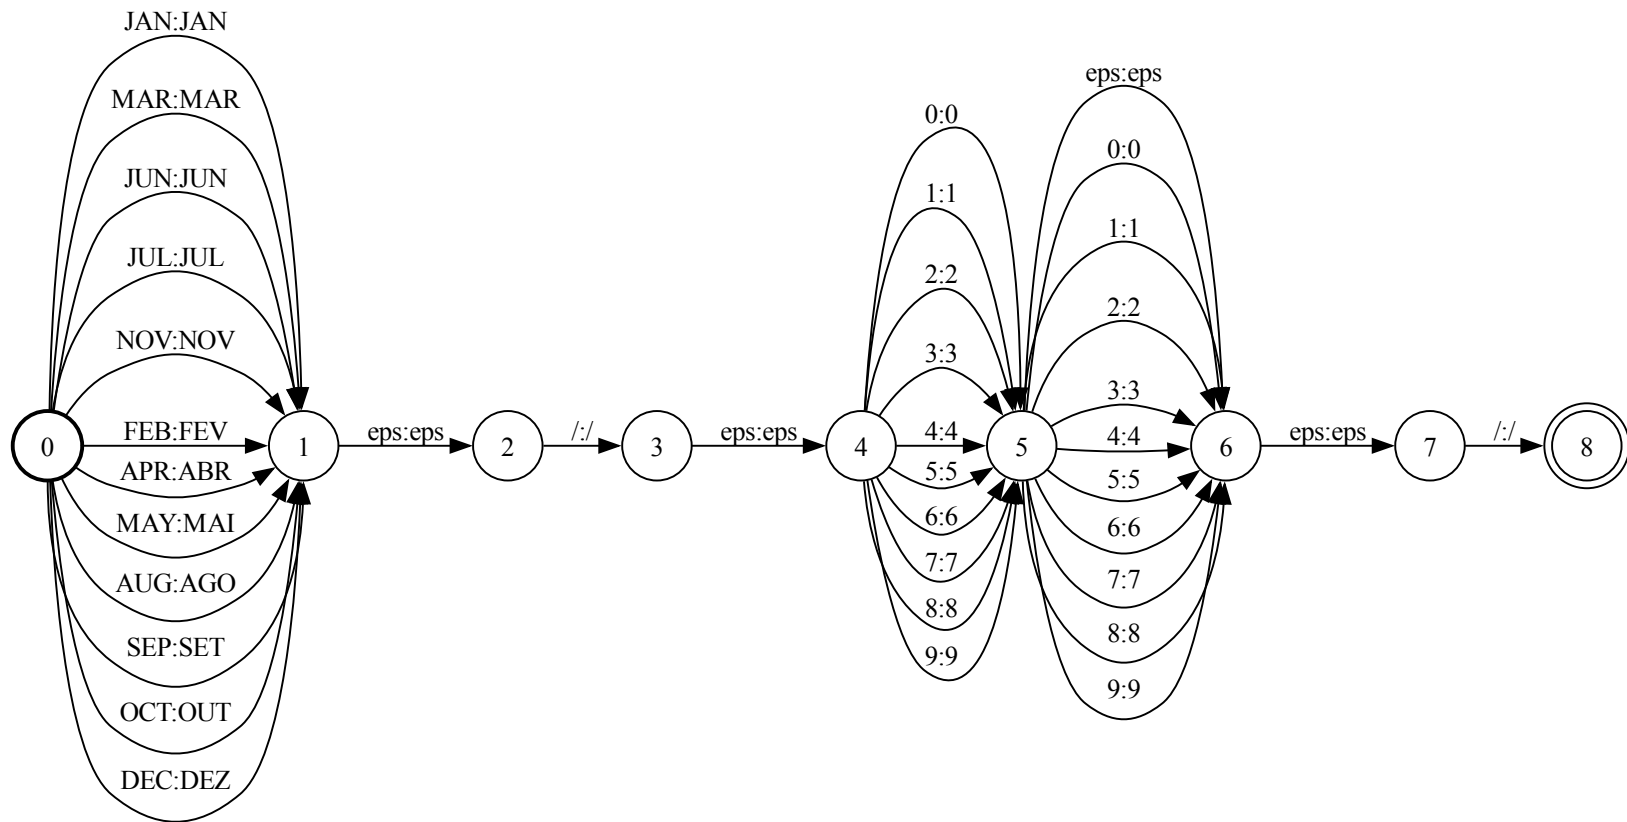 JAN:JAN
MAR:MAR
JUN:JUN
JUL:JUL
NOV:NOV
FEB:FEV
APR:ABR
MAY:MAI
AUG:AGO
SEP:SET
OCT:OUT
DEC:DEZ
0
1
eps:eps
2
/:/
3
eps:eps
4
0:0
1:1
2:2
3:3
4:4
5:5
6:6
7:7
8:8
9:9
5
eps:eps
0:0
1:1
2:2
3:3
4:4
5:5
6:6
7:7
8:8
9:9
6
eps:eps
7
/:/
8